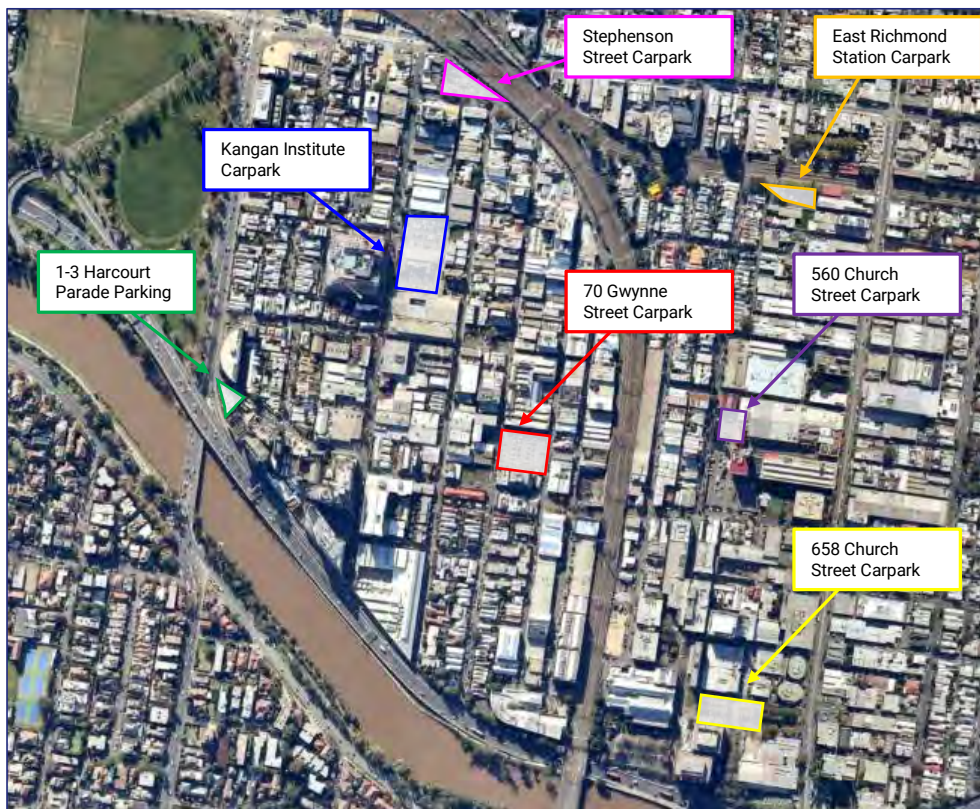 Stephenson
Street Carpark
East Richmond
Station Carpark
Kangan Institute
Carpark
1-3 Harcourt
Parade Parking
70 Gwynne
Street Carpark
560 Church
Street Carpark
658 Church
Street Carpark